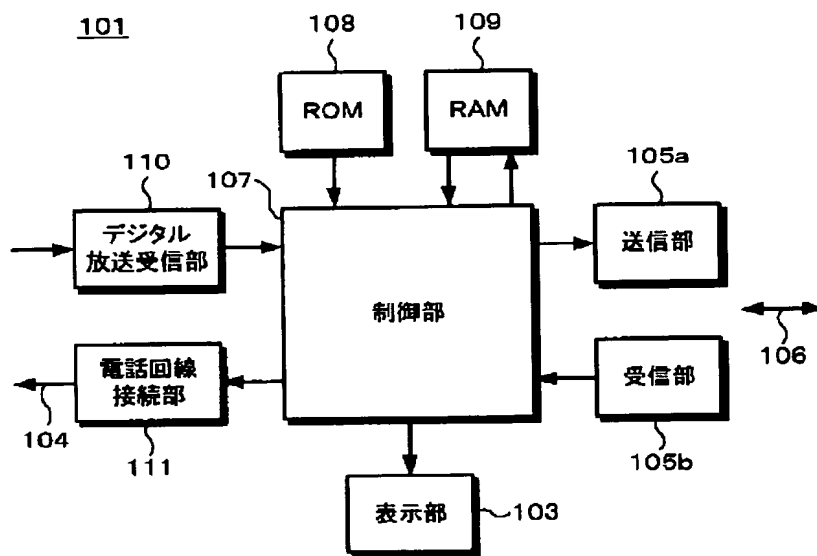 101
108
109
ROM
RAM
110
107
105a
デジタル
放送受信部
送信部
制御部
106
電話回線
接続部
受信部
104
111
105b
表示部
103